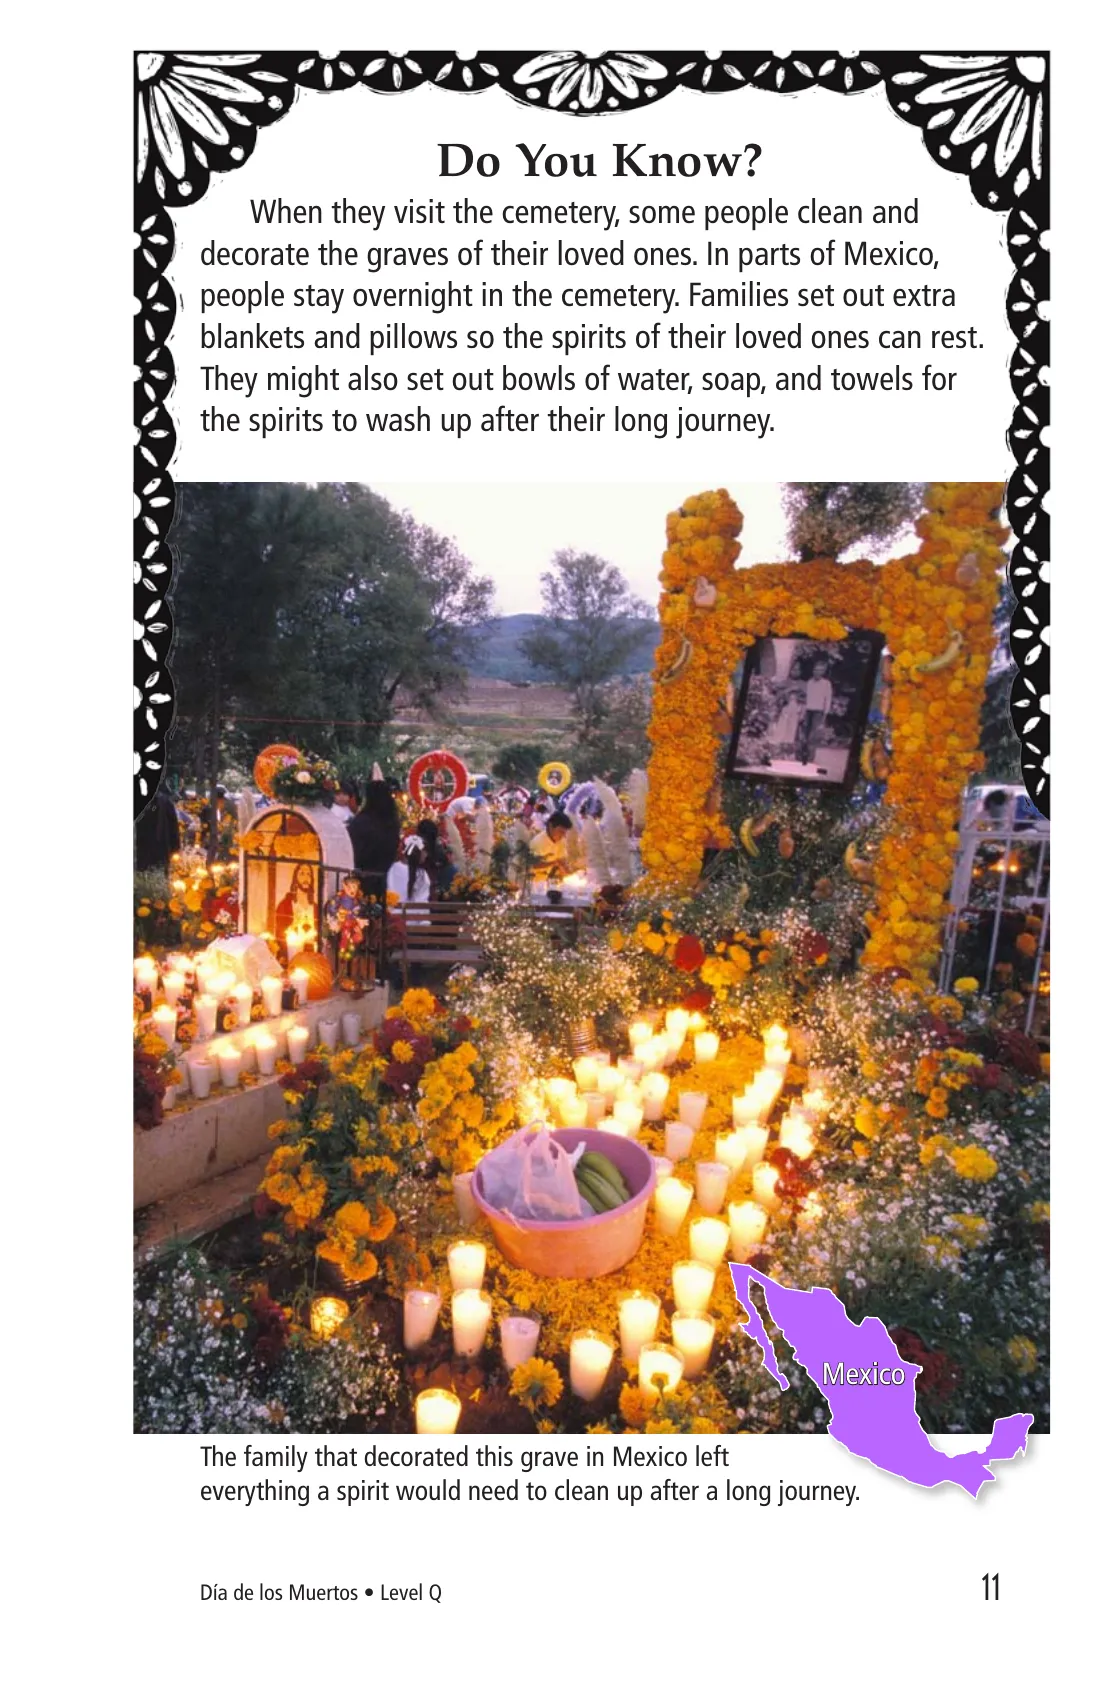 Do You Know?
When they visit the cemetery, some people clean and
decorate the graves of their loved ones. In parts of Mexico,
people stay overnight in the cemetery. Families set out extra
blankets and pillows so the spirits of their loved ones can rest.
They might also set out bowls of water, soap, and towels for
the spirits to wash up after their long journey.
Mexico
The family that decorated this grave in Mexico left
everything a spirit would need to clean up after a long journey.
Día de los Muertos • Level Q
11